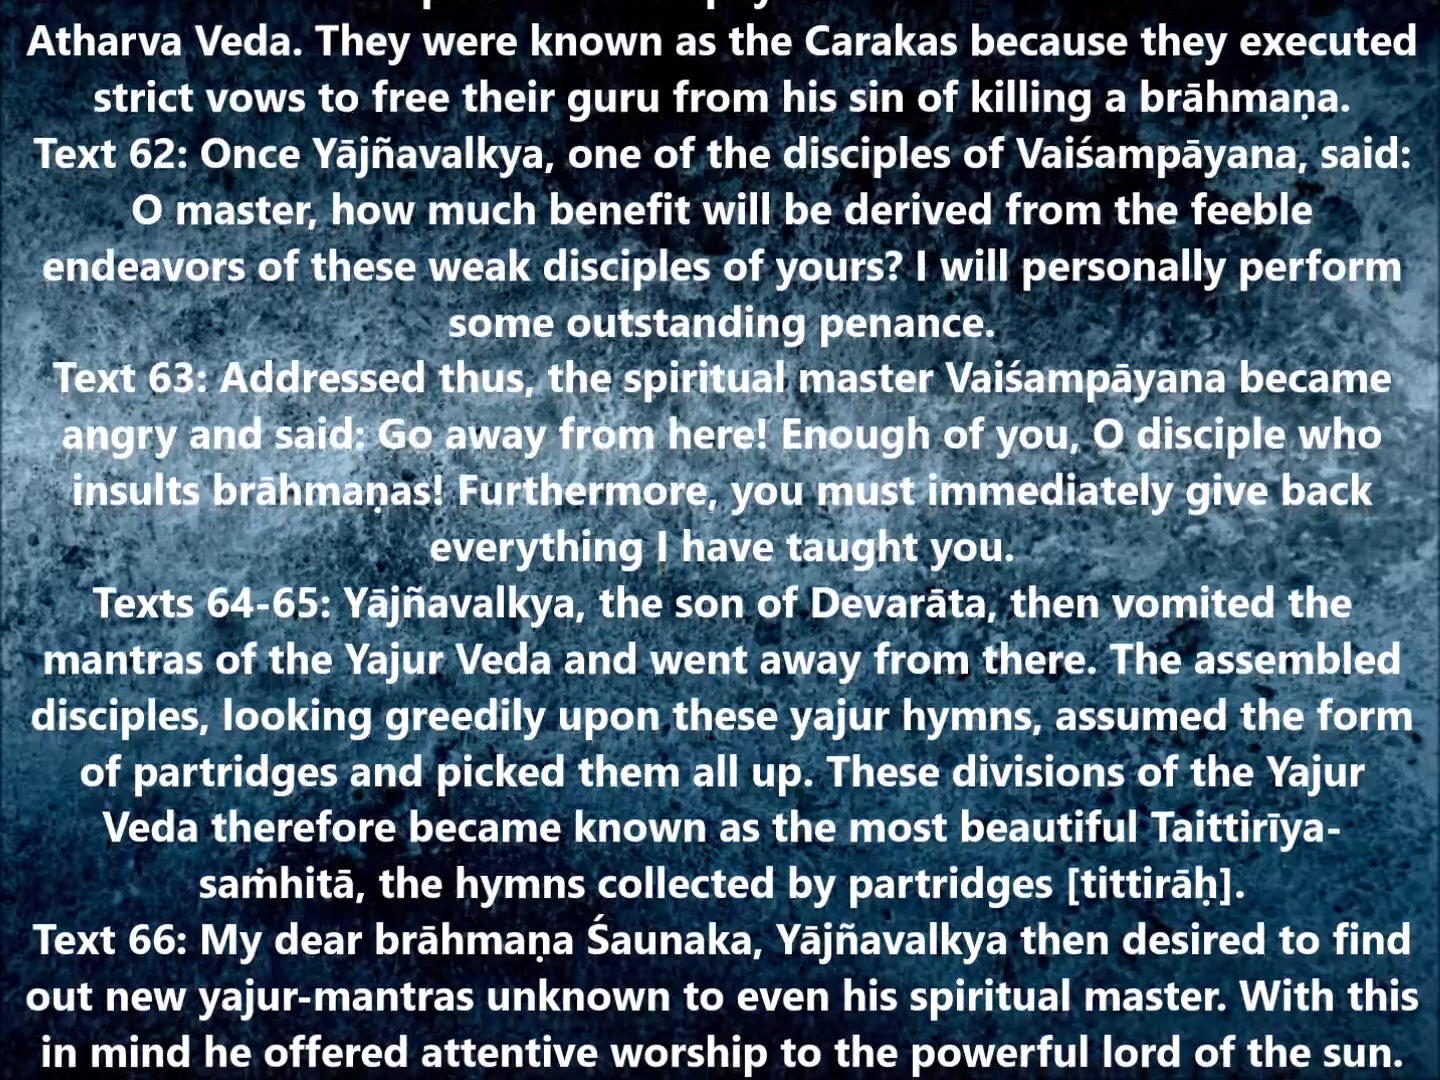 Atharva Veda. They were known as the Carakas because they executed
strict vows to free their guru from his sin of killing a brāhmaṇa.
Text 62: Once Yājñavalkya, one of the disciples of Vaiśampāyana, said:
O master, how much benefit will be derived from the feeble
endeavors of these weak disciples of yours? I will personally perform
some outstanding penance.
Text 63: Addressed thus, the spiritual master Vaiśampāyana became
angry and said: Go away from here! Enough of you, O disciple who
insults brāhmaṇas! Furthermore, you must immediately give back
everything I have taught you.
Texts 64-65: Yājñavalkya, the son of Devarāta, then vomited the
mantras of the Yajur Veda and went away from there. The assembled
disciples, looking greedily upon these yajur hymns, assumed the form
of partridges and picked them all up. These divisions of the Yajur
Veda therefore became known as the most beautiful Taittirīya-
saṁhitā, the hymns collected by partridges [tittirāḥ].
Text 66: My dear brāhmaṇa Śaunaka, Yājñavalkya then desired to find
out new yajur-mantras unknown to even his spiritual master. With this
in mind he offered attentive worship to the powerful lord of the sun.